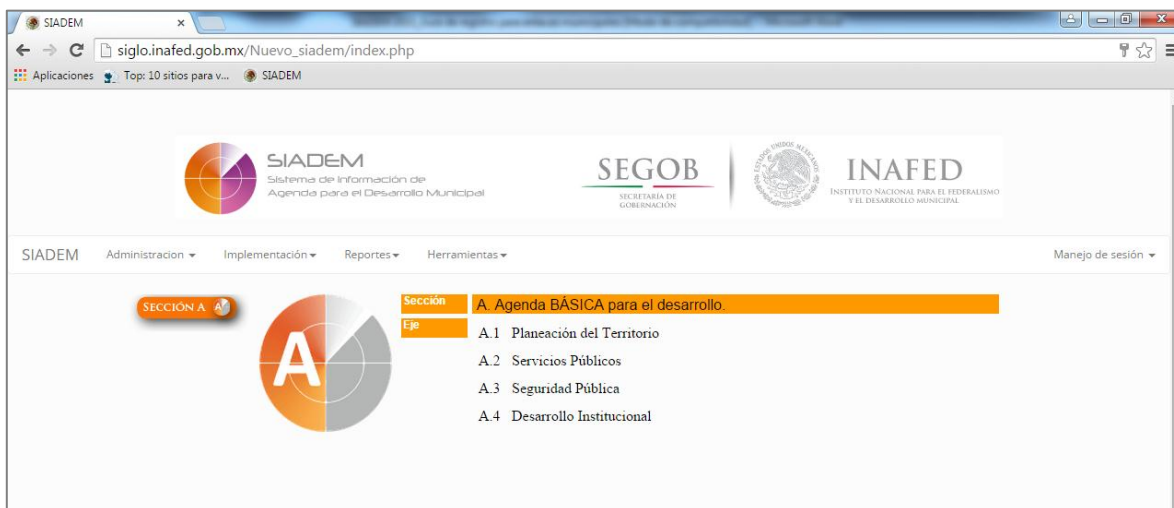 SIADEM
siglo.inafed.gob.mx/Nuevo_siadem/index.php
Aplicaciones Top: 10 sitios para v... SIADEM
SIADEM
Sistema de Información de
Agenda para el Desarrollo Municipal
SEGOB
SECRETARÍA DE
GOBERNACIÓN
ESTADOS UNIDOS MEXICANOS
INAFED
INSTITUTO NACIONAL PARA EL FEDERALISMO
Y EL DESARROLLO MUNICIPAL
SIADEM Administracion Implementación Reportes Herramientas Manejo de sesión
SECCIÓN A A
A
Sección A. Agenda BÁSICA para el desarrollo.
Eje
A.1 Planeación del Territorio
A.2 Servicios Públicos
A.3 Seguridad Pública
A.4 Desarrollo Institucional